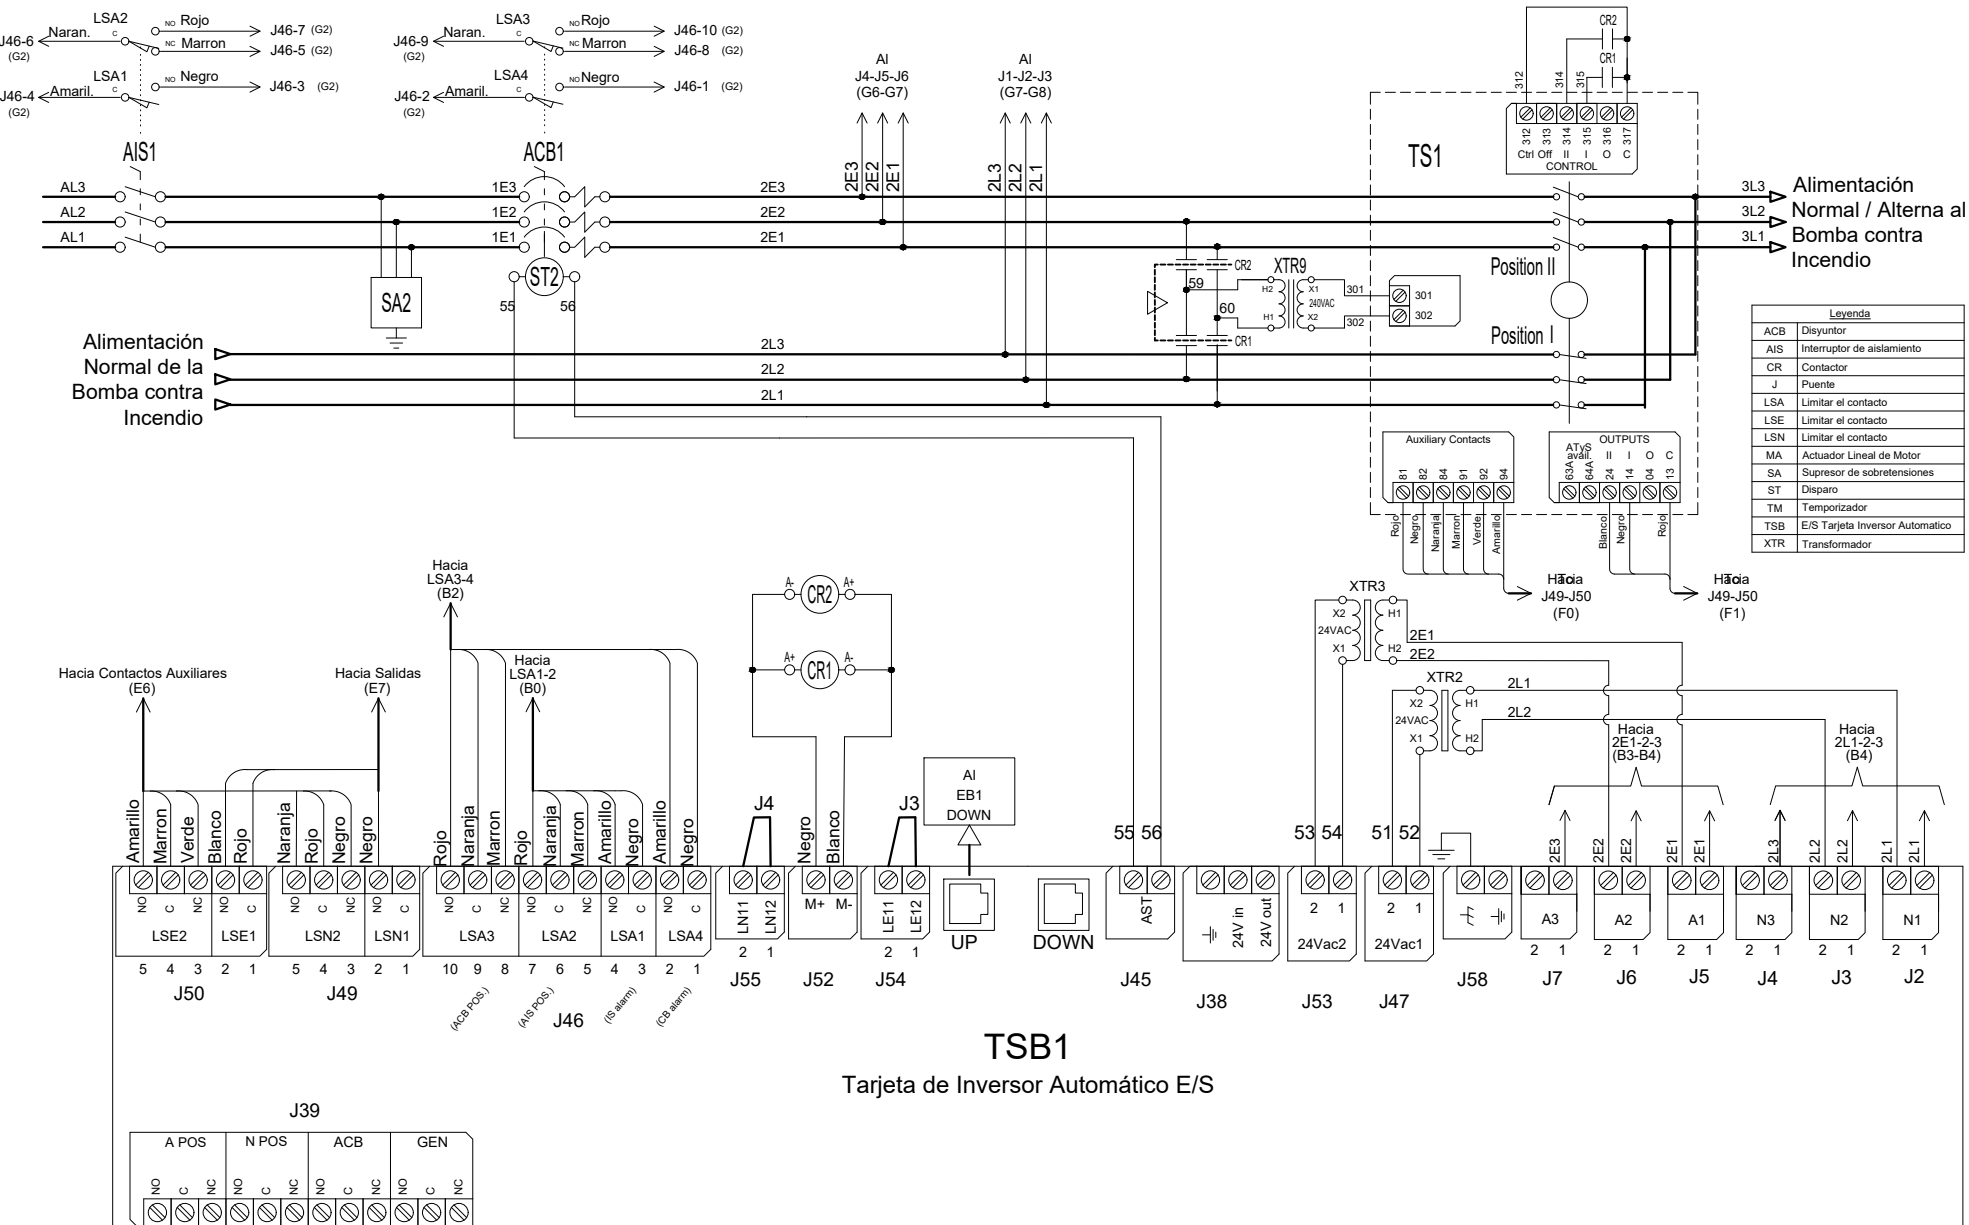 LSA2
NO Rojo
J46-7 (G2)
J46-6
(G2)
Naran.
C
NC Marron
J46-5 (G2)
LSA1
C
NO Negro
J46-3 (G2)
J46-4
(G2)
Amaril.
LSA3
NO Rojo
J46-10 (G2)
J46-9
(G2)
Naran.
C
NC Marron
J46-8 (G2)
LSA4
C
NO Negro
J46-1 (G2)
J46-2
(G2)
Amaril.
Al
J4-J5-J6
(G6-G7)
Al
J1-J2-J3
(G7-G8)
CR2
CR1
312
314
315
312 313 314 315 316 317
Ctrl Off II I O C
CONTROL
TS1
AIS1
ACB1
2E3 2E2 2E1
2L3 2L2 2L1
AL3
1E3
2E3
3L3
AL2
1E2
2E2
3L2
AL1
1E1
2E1
3L1
Alimentación
Normal / Alterna al
Bomba contra
Incendio
ST2
55
56
SA2
CR2
59
60
CR1
XTR9
H2
H1
X1
240VAC
X2
301
302
301
302
Position II
Position I
Alimentación
Normal de la
Bomba contra
Incendio
2L3
2L2
2L1
Leyenda
ACB Disyuntor
AIS Interruptor de aislamiento
CR Contactor
J Puente
LSA Limitar el contacto
LSE Limitar el contacto
LSN Limitar el contacto
MA Actuador Lineal de Motor
SA Supresor de sobretensiones
ST Disparo
TM Temporizador
TSB E/S Tarjeta Inversor Automatico
XTR Transformador
Auxiliary Contacts
81 82 84 91 92 94
Rojo Negro Naranja Marron Verde Amarillo
OUTPUTS
ATyS
avail. II I O C
63A 64A 24 14 04 13
Blanco Negro Rojo
Hacia
J49-J50
(F0)
Hacia
J49-J50
(F1)
Hacia
LSA3-4
(B2)
A- CR2 A+
A+ CR1 A-
XTR3
X2
24VAC
X1
H1
H2
2E1
2E2
XTR2
X2
24VAC
X1
H1
H2
2L1
2L2
Hacia Contactos Auxiliares
(E6)
Hacia Salidas
(E7)
Hacia
LSA1-2
(B0)
Hacia
2E1-2-3
(B3-B4)
Hacia
2L1-2-3
(B4)
Al
EB1
DOWN
J4
J3
Amarillo Marron Verde Blanco Rojo
Naranja Rojo Negro Negro
Rojo Naranja Marron Rojo Naranja Marron Amarillo Negro Amarillo Negro
Negro Blanco
55 56
53 54
51 52
2E3 2E2 2E2 2E1 2E1
2L3 2L2 2L2 2L1 2L1
NO C NC NO C
NO C NC NO C
NO C NC NO C NC NO C NO C
LSE2 LSE1
LSN2 LSN1
LSA3 LSA2 LSA1 LSA4
LN11 LN12
M+ M-
LE11 LE12
UP
DOWN
AST
24V in
24V out
2 1
24Vac2
2 1
24Vac1
A3 A2 A1 N3 N2 N1
5 4 3 2 1
5 4 3 2 1
10 9 8 7 6 5 4 3 2 1
2 1
2 1
2 1 2 1 2 1 2 1 2 1 2 1
(ACB POS.)
(AIS POS.)
(IS alarm)
(CB alarm)
J50
J49
J46
J55
J52
J54
J45
J38
J53
J47
J58
J7
J6
J5
J4
J3
J2
TSB1
Tarjeta de Inversor Automático E/S
J39
A POS N POS ACB GEN
NO C NC NO C NC NO C NC NO C NC